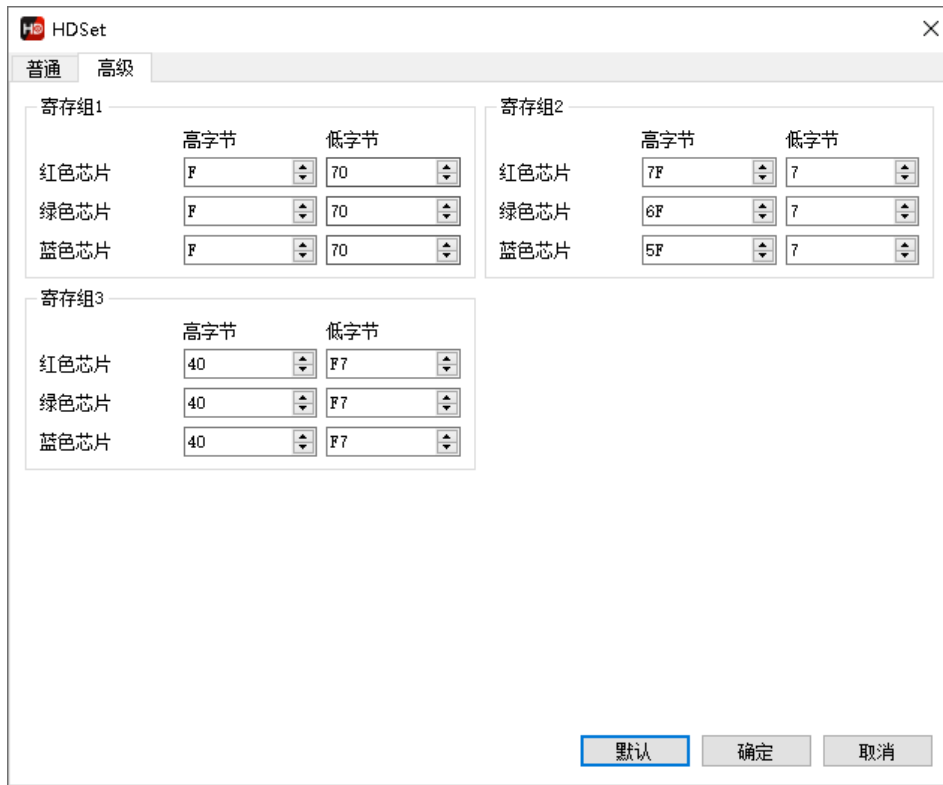 HD HDSet
普通 高级
寄存组1
高字节 低字节
红色芯片 F 70
绿色芯片 F 70
蓝色芯片 F 70
寄存组2
高字节 低字节
红色芯片 7F 7
绿色芯片 6F 7
蓝色芯片 5F 7
寄存组3
高字节 低字节
红色芯片 40 F7
绿色芯片 40 F7
蓝色芯片 40 F7
默认 确定 取消